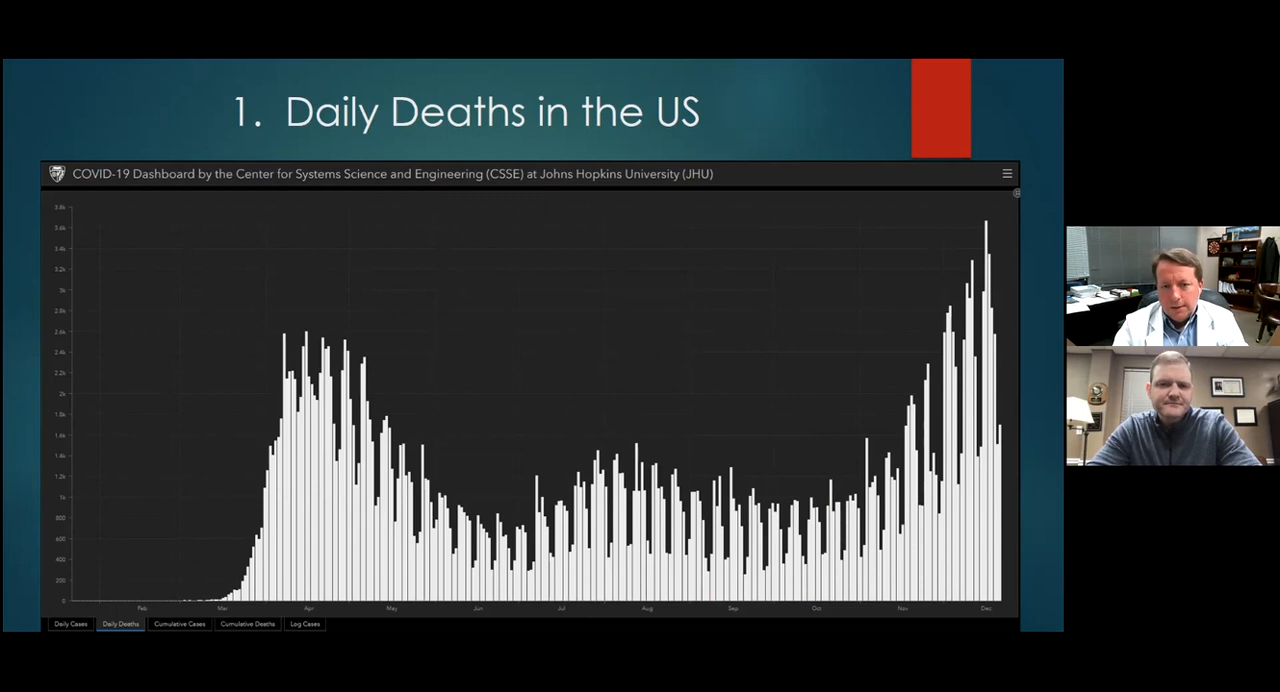 1. Daily Deaths in the US
COVID-19 Dashboard by the Center for Systems Science and Engineering (CSSE) at Johns Hopkins University (JHU)
3.8k
3.6k
3.4k
3.2k
3k
2.8k
2.6k
2.4k
2.2k
2k
1.8k
1.6k
1.4k
1.2k
1k
800
600
400
200
0
Feb Mar Apr May Jun Jul Aug Sep Oct Nov Dec
Daily Cases Daily Deaths Cumulative Cases Cumulative Deaths Log Cases